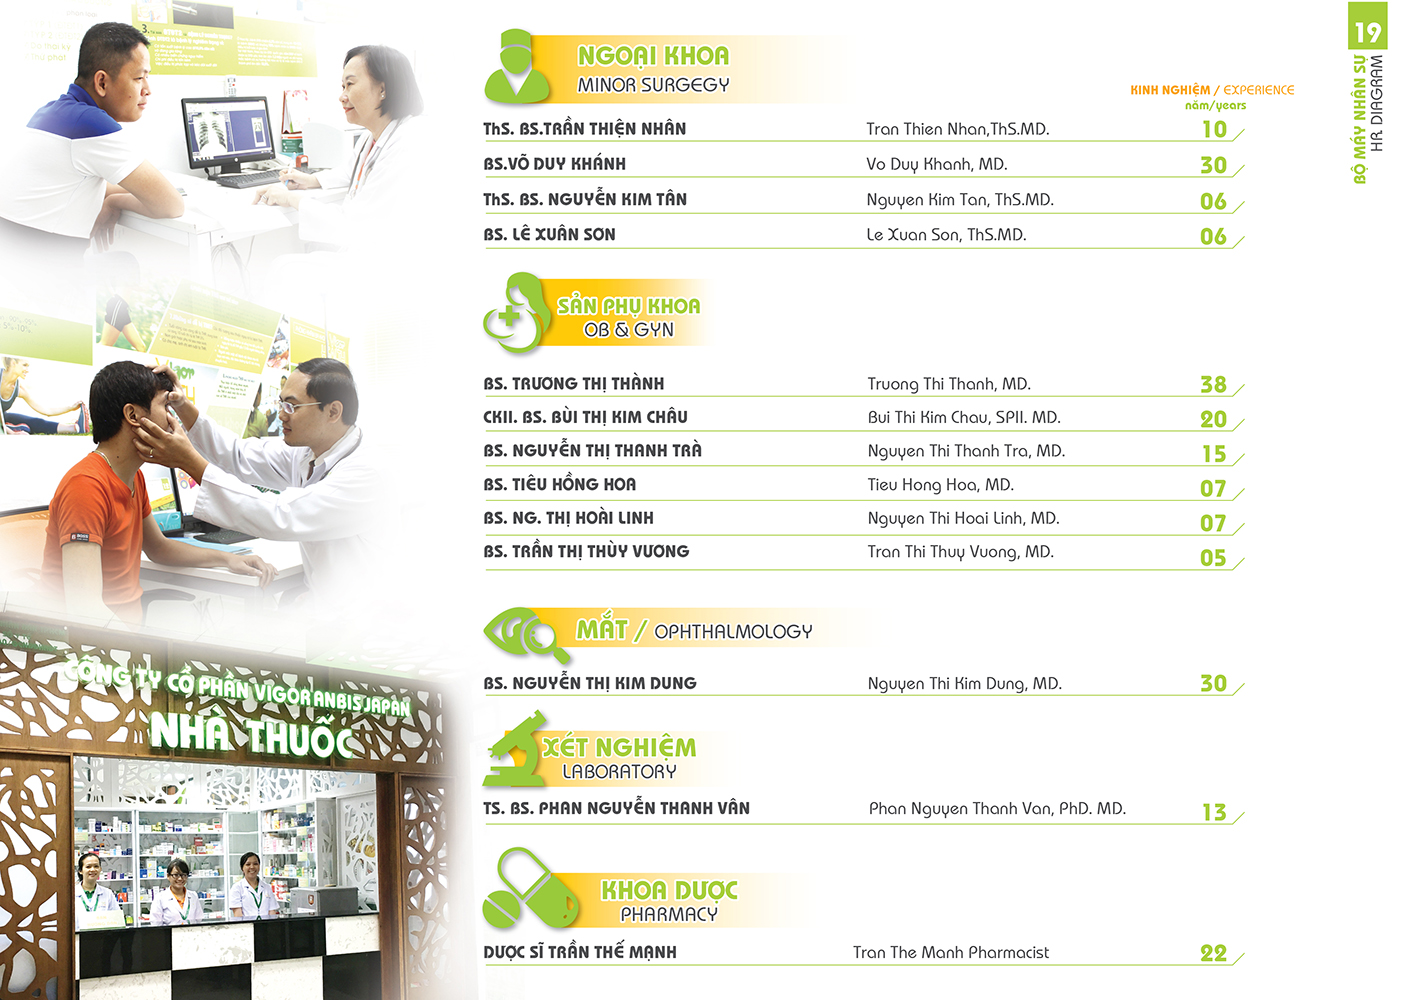 19
BỘ MÁY NHÂN SỰ
HR DIAGRAM
NGOẠI KHOA
MINOR SURGEGY
KINH NGHIỆM / EXPERIENCE
năm/years
ThS. BS.TRẦN THIỆN NHÂN Tran Thien Nhan,ThS.MD. 10
BS.VÕ DUY KHÁNH Vo Duy Khanh, MD. 30
ThS. BS. NGUYỄN KIM TÂN Nguyen Kim Tan, ThS.MD. 06
BS. LÊ XUÂN SƠN Le Xuan Son, ThS.MD. 06
SẢN PHỤ KHOA
OB & GYN
BS. TRƯƠNG THỊ THÀNH Truong Thi Thanh, MD. 38
CKII. BS. BÙI THỊ KIM CHÂU Bui Thi Kim Chau, SPII. MD. 20
BS. NGUYỄN THỊ THANH TRÀ Nguyen Thi Thanh Tra, MD. 15
BS. TIÊU HỒNG HOA Tieu Hong Hoa, MD. 07
BS. NG. THỊ HOÀI LINH Nguyen Thi Hoai Linh, MD. 07
BS. TRẦN THỊ THÙY VƯƠNG Tran Thi Thuy Vuong, MD. 05
MẮT / OPHTHALMOLOGY
BS. NGUYỄN THỊ KIM DUNG Nguyen Thi Kim Dung, MD. 30
XÉT NGHIỆM
LABORATORY
TS. BS. PHAN NGUYỄN THANH VÂN Phan Nguyen Thanh Van, PhD. MD. 13
KHOA DƯỢC
PHARMACY
DƯỢC SĨ TRẦN THẾ MẠNH Tran The Manh Pharmacist 22
CÔNG TY CỔ PHẦN VIGOR ANBIS JAPAN
NHÀ THUỐC